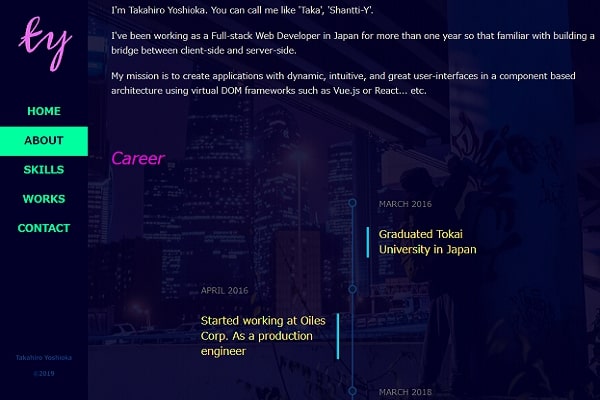 ty
HOME
ABOUT
SKILLS
WORKS
CONTACT
Takahiro Yoshioka
©2019
I'm Takahiro Yoshioka. You can call me like 'Taka', 'Shantti-Y'.
I've been working as a Full-stack Web Developer in Japan for more than one year so that familiar with building a
bridge between client-side and server-side.
My mission is to create applications with dynamic, intuitive, and great user-interfaces in a component based
architecture using virtual DOM frameworks such as Vue.js or React... etc.
Career
MARCH 2016
Graduated Tokai
University in Japan
APRIL 2016
Started working at Oiles
Corp. As a production
engineer
MARCH 2018